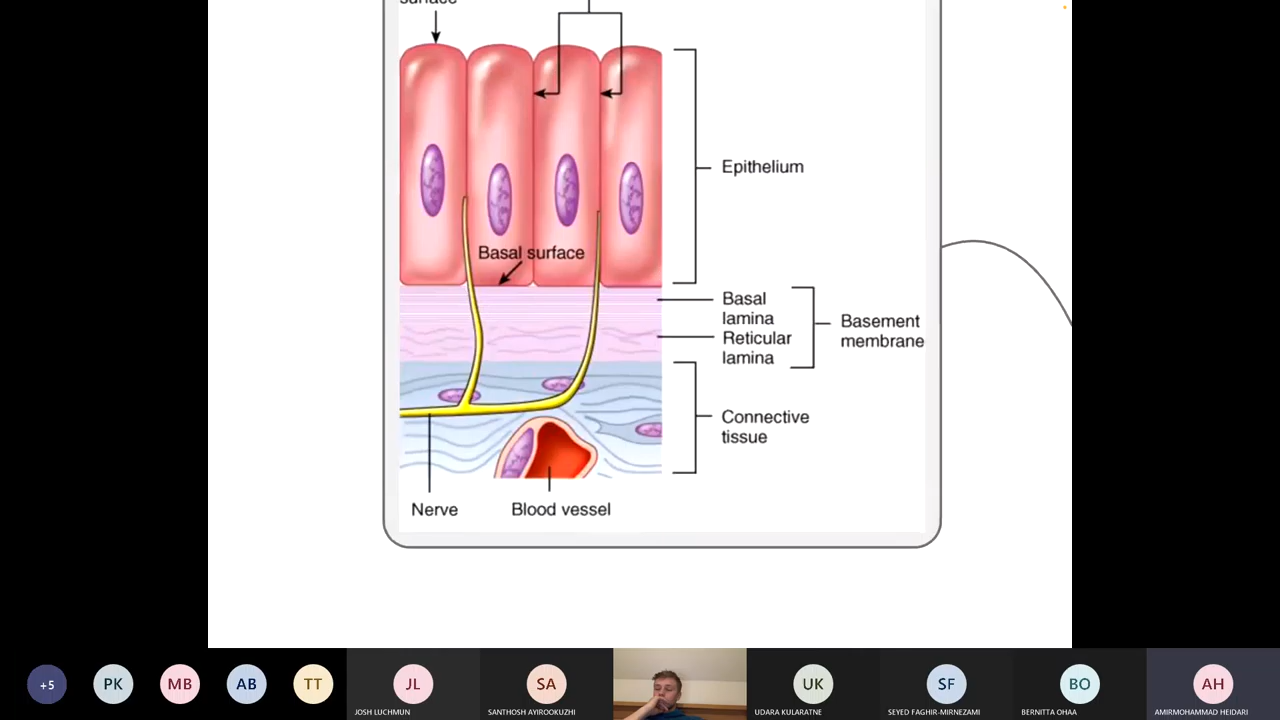 surface
Epithelium
Basal surface
Basal
lamina
Reticular
lamina
Basement
membrane
Connective
tissue
Nerve
Blood vessel
+5
PK
MB
AB
TT
JL
SA
UK
SF
BO
AH
JOSH LUCHMUN
SANTHOSH AYIROOKUZHI
UDARA KULARATNE
SEYED FAGHIR-MIRNEZAMI
BERNITTA OHAA
AMIRMOHAMMAD HEIDARI